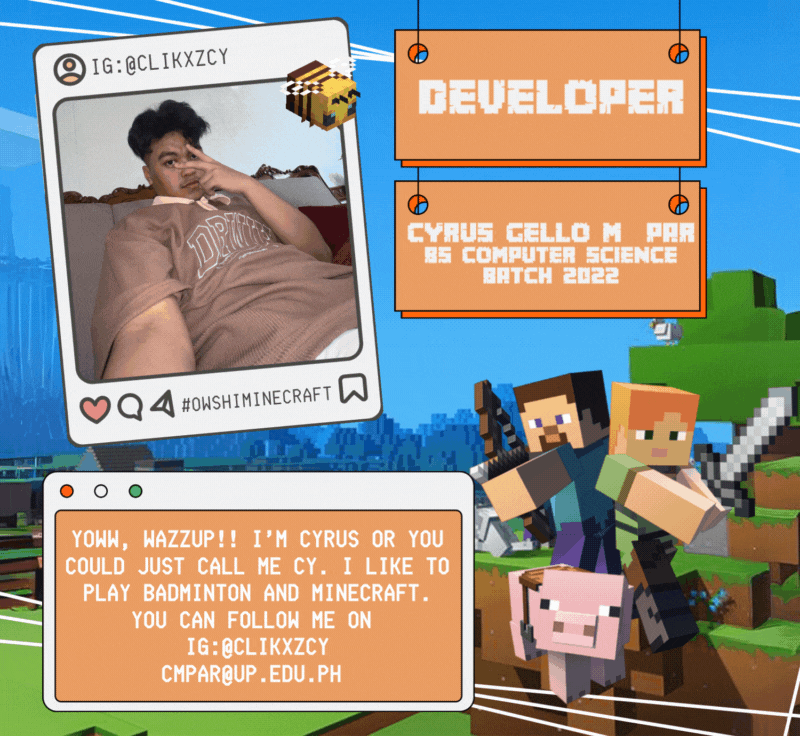 IG:@CLIKXZCY
#OWSHIMINECRAFT
DEVELOPER
CYRUS GELLO M PAR
BS COMPUTER SCIENCE
BATCH 2022
YOWW, WAZZUP!! I'M CYRUS OR YOU
COULD JUST CALL ME CY. I LIKE TO
PLAY BADMINTON AND MINECRAFT.
YOU CAN FOLLOW ME ON
IG:@CLIKXZCY
CMPAR@UP.EDU.PH